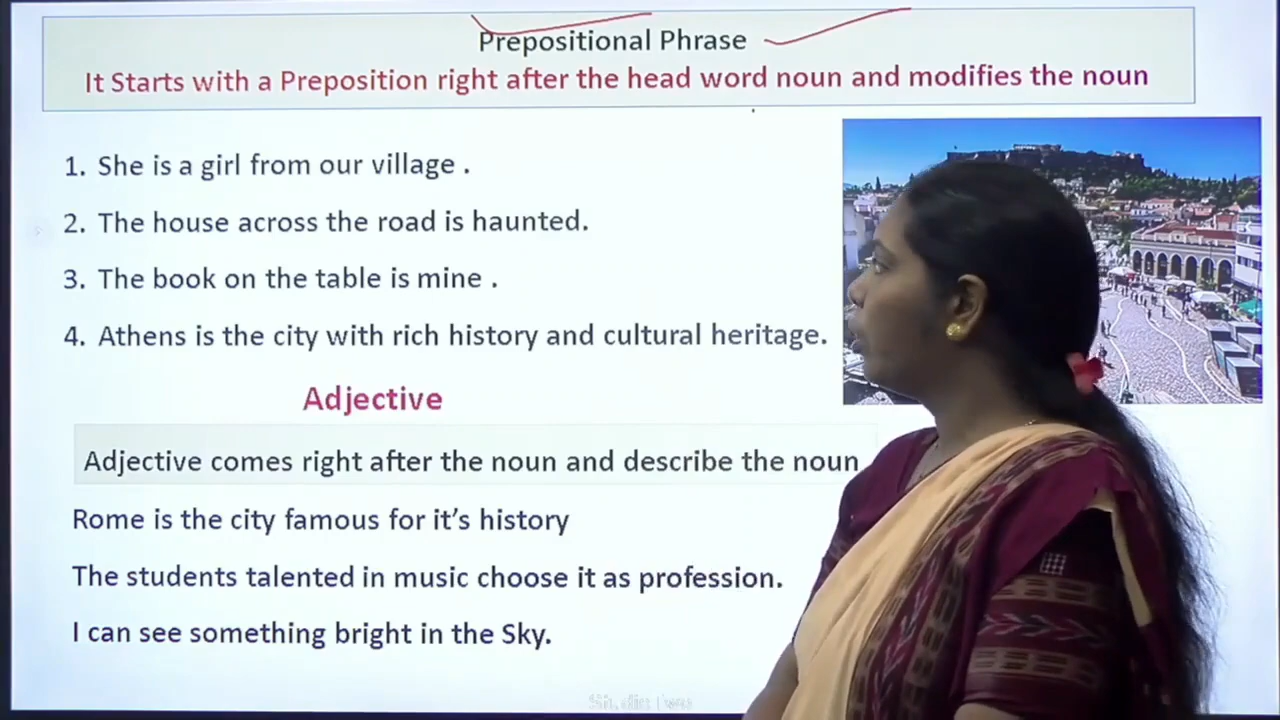 Prepositional Phrase
It Starts with a Preposition right after the head word noun and modifies the noun
1. She is a girl from our village .
2. The house across the road is haunted.
3. The book on the table is mine .
4. Athens is the city with rich history and cultural heritage.
Adjective
Adjective comes right after the noun and describe the noun
Rome is the city famous for it's history
The students talented in music choose it as profession.
I can see something bright in the Sky.